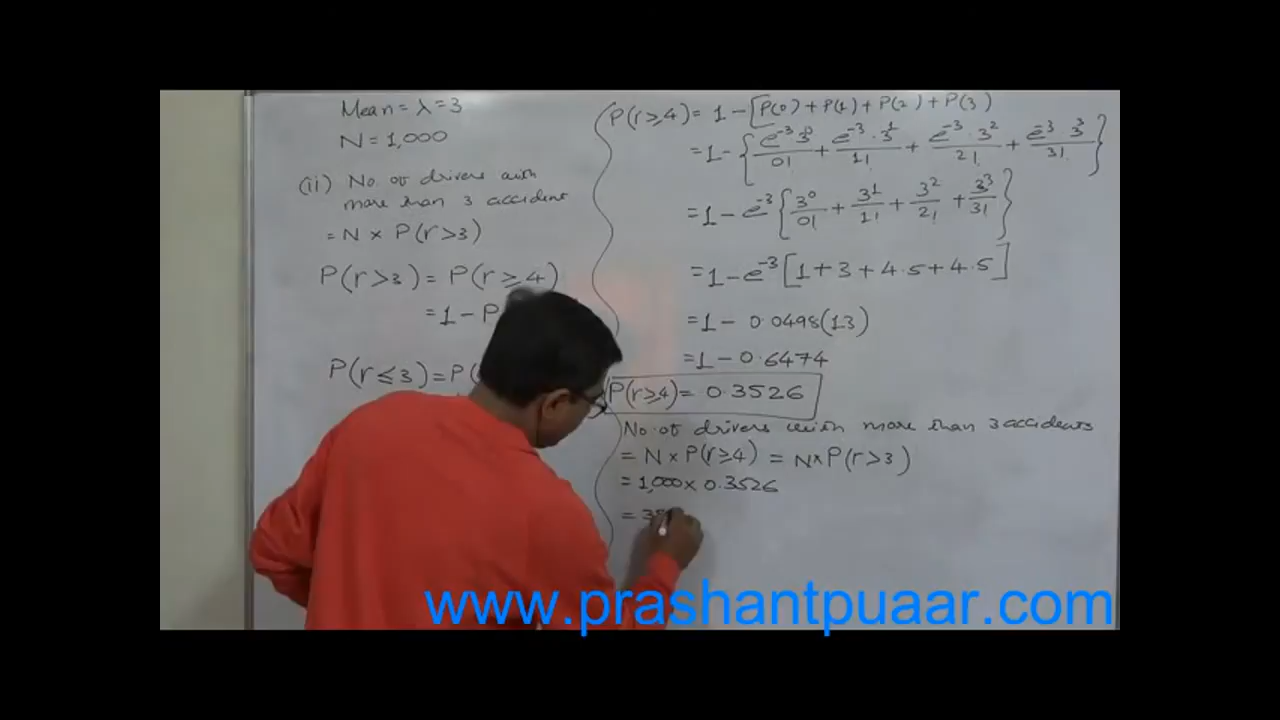 Mean = λ = 3
N = 1,000
(ii) No. of drivers with
more than 3 accident
= N × P(r>3)
P(r>3) = P(r≥4)
= 1 - P
P(r≤3) = P(
P(r≥4) = 1 - [P(0) + P(1) + P(2) + P(3)
= 1 - {e⁻³ 3⁰/0! + e⁻³·3¹/1! + e⁻³·3²/2! + e⁻³·3³/3!}
= 1 - e⁻³ {3⁰/0! + 3¹/1! + 3²/2! + 3³/3!}
= 1 - e⁻³ [1 + 3 + 4.5 + 4.5]
= 1 - 0.0498(13)
= 1 - 0.6474
P(r≥4) = 0.3526
No. of drivers with more than 3 accidents
= N × P(r≥4) = N×P(r>3)
= 1,000 × 0.3526
= 35
www.prashantpuaar.com